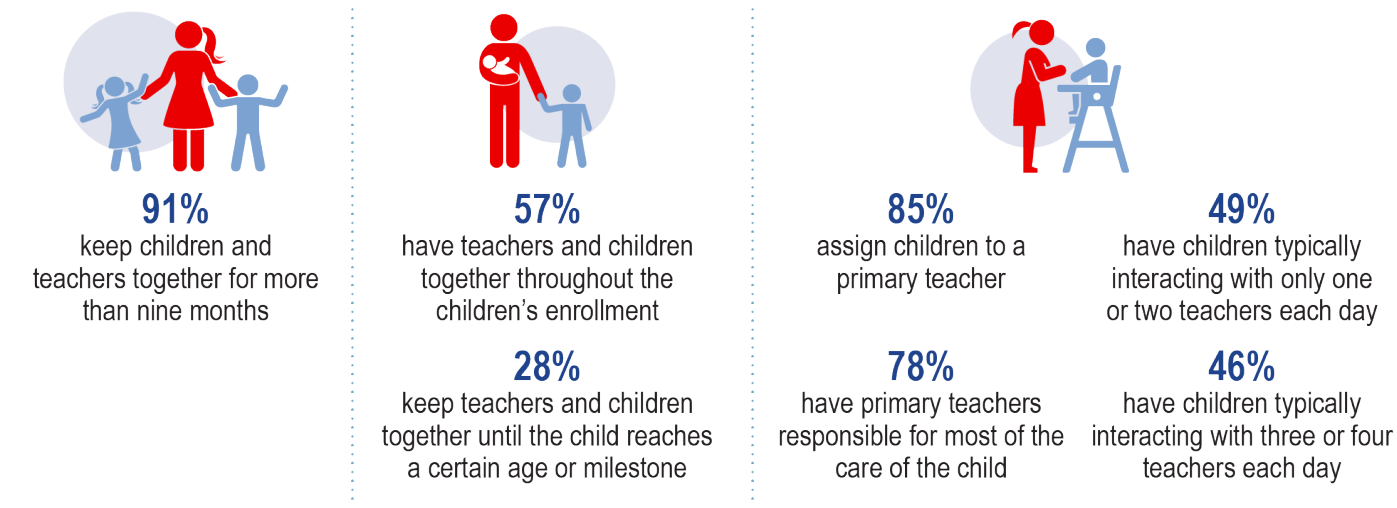 91%
keep children and
teachers together for more
than nine months
57%
have teachers and children
together throughout the
children’s enrollment
28%
keep teachers and children
together until the child reaches
a certain age or milestone
85%
assign children to a
primary teacher
78%
have primary teachers
responsible for most of the
care of the child
49%
have children typically
interacting with only one
or two teachers each day
46%
have children typically
interacting with three or four
teachers each day